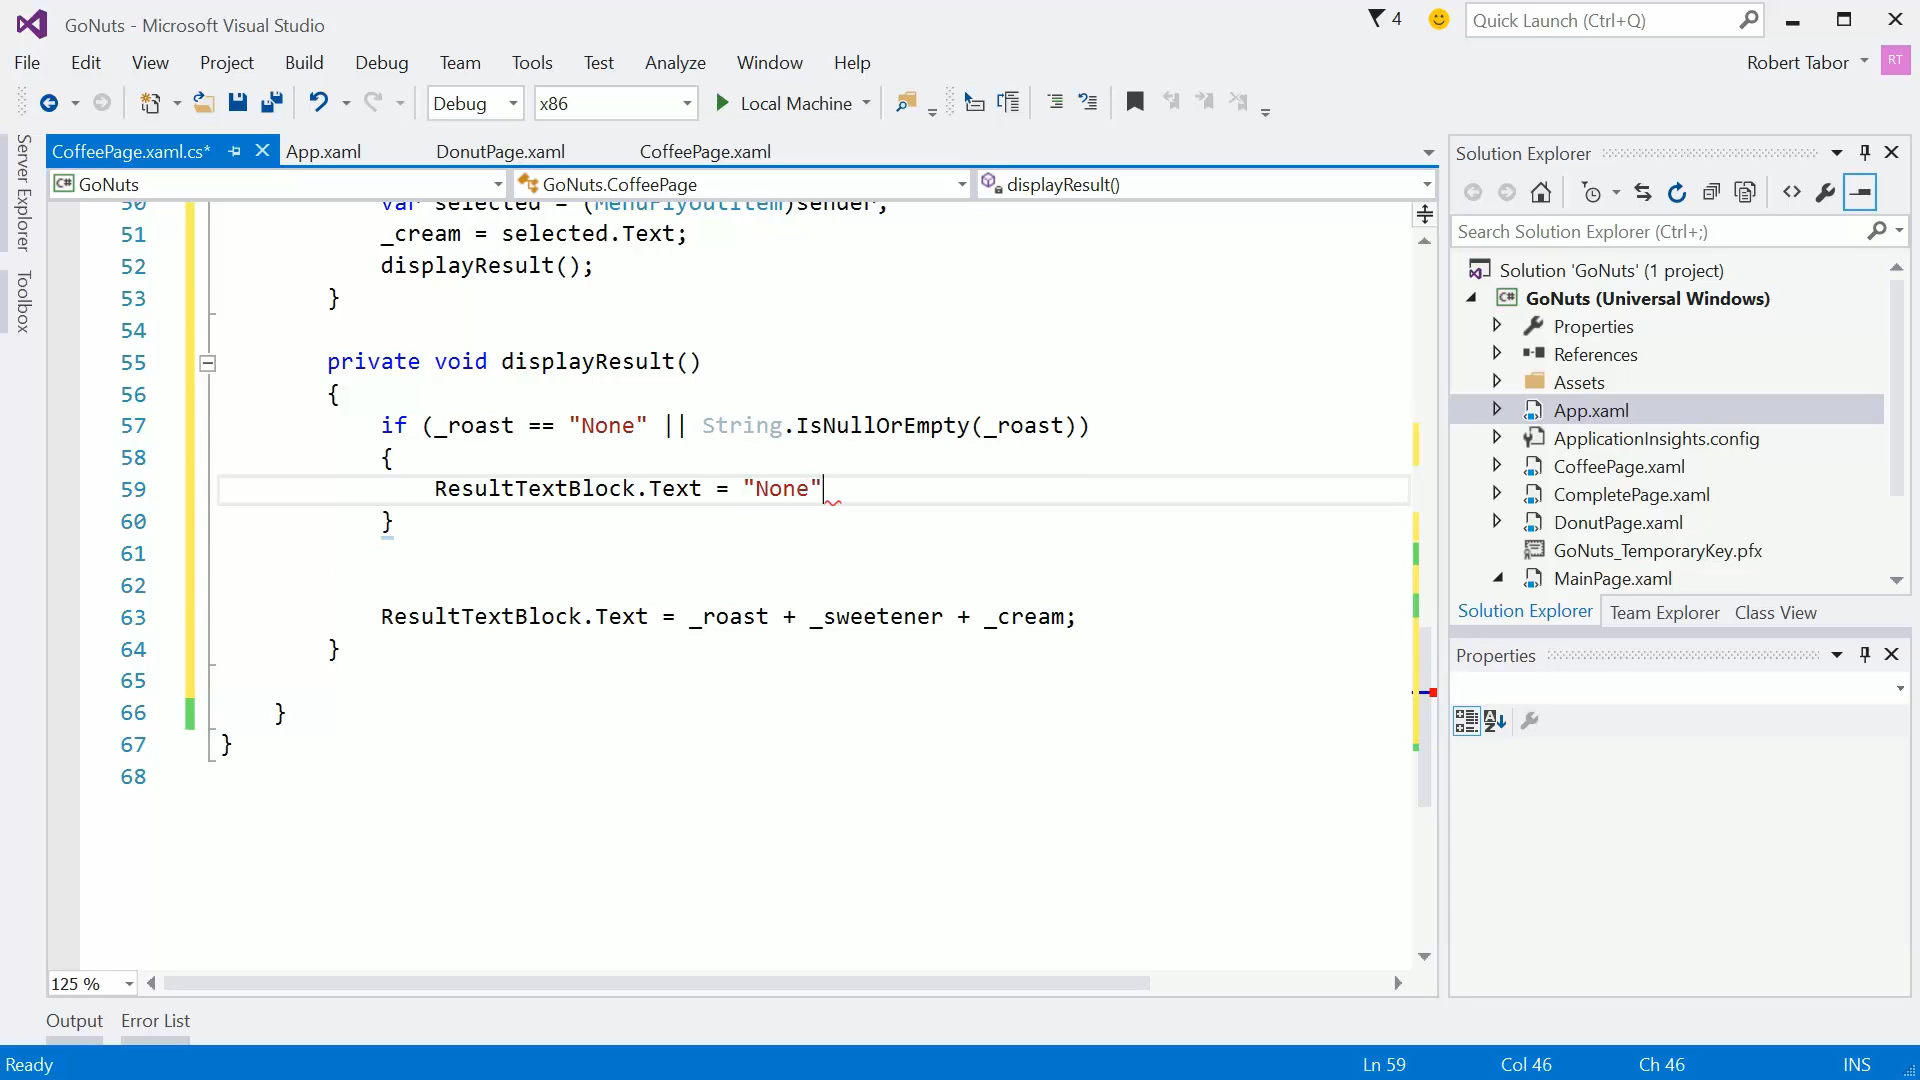 GoNuts - Microsoft Visual Studio
4
Quick Launch (Ctrl+Q)
File Edit View Project Build Debug Team Tools Test Analyze Window Help
Robert Tabor
RT
Debug
x86
Local Machine
Server Explorer
Toolbox
CoffeePage.xaml.cs*
App.xaml
DonutPage.xaml
CoffeePage.xaml
GoNuts
GoNuts.CoffeePage
displayResult()
50 var selected = (MenuFlyoutItem)sender;
51 _cream = selected.Text;
52 displayResult();
53 }
54
55 private void displayResult()
56 {
57 if (_roast == "None" || String.IsNullOrEmpty(_roast))
58 {
59 ResultTextBlock.Text = "None"
60 }
61
62
63 ResultTextBlock.Text = _roast + _sweetener + _cream;
64 }
65
66 }
67 }
68
125 %
Solution Explorer
Search Solution Explorer (Ctrl+;)
Solution 'GoNuts' (1 project)
GoNuts (Universal Windows)
Properties
References
Assets
App.xaml
ApplicationInsights.config
CoffeePage.xaml
CompletePage.xaml
DonutPage.xaml
GoNuts_TemporaryKey.pfx
MainPage.xaml
Solution Explorer Team Explorer Class View
Properties
Output Error List
Ready
Ln 59 Col 46 Ch 46 INS